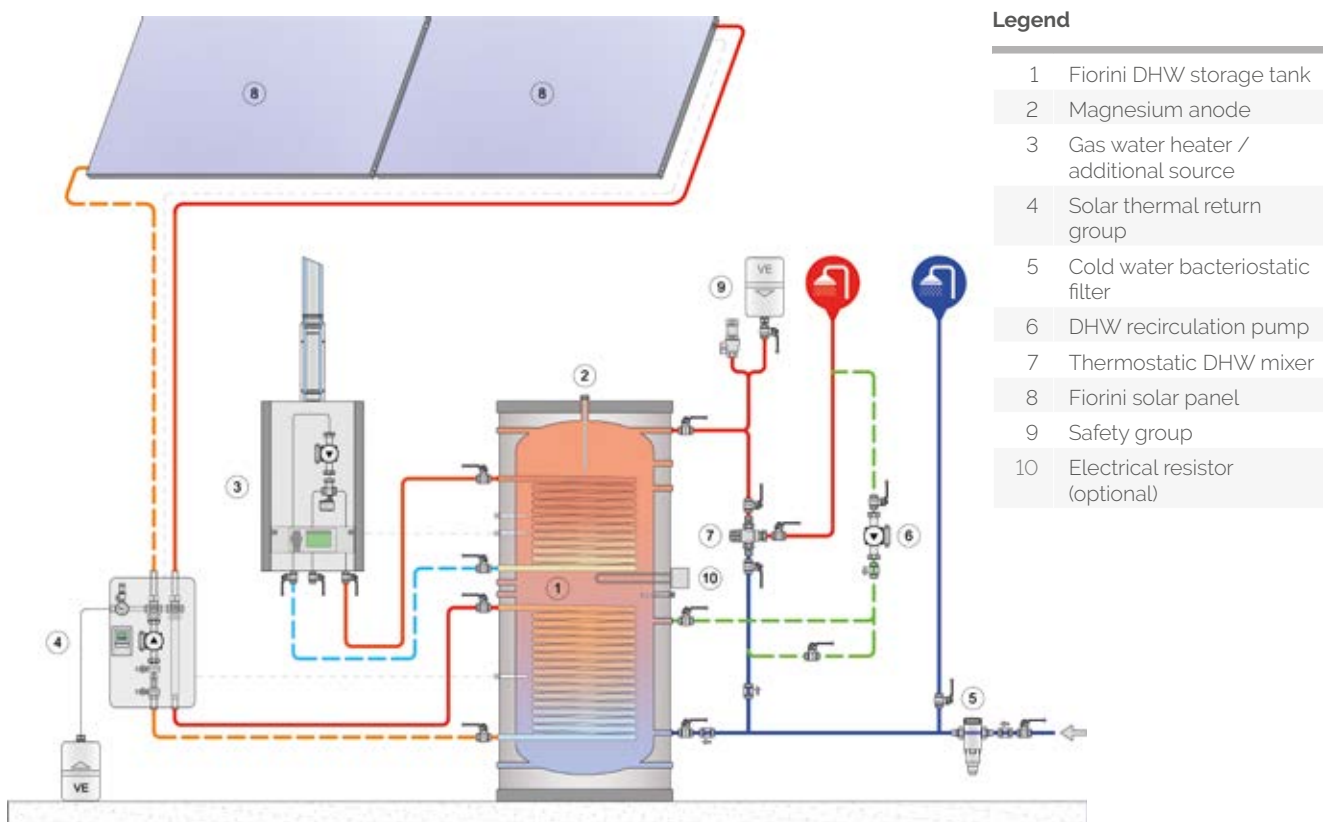 8
8
VE
9
2
3
7
6
10
1
4
5
VE
Legend
1 Fiorini DHW storage tank
2 Magnesium anode
3 Gas water heater /
additional source
4 Solar thermal return
group
5 Cold water bacteriostatic
filter
6 DHW recirculation pump
7 Thermostatic DHW mixer
8 Fiorini solar panel
9 Safety group
10 Electrical resistor
(optional)